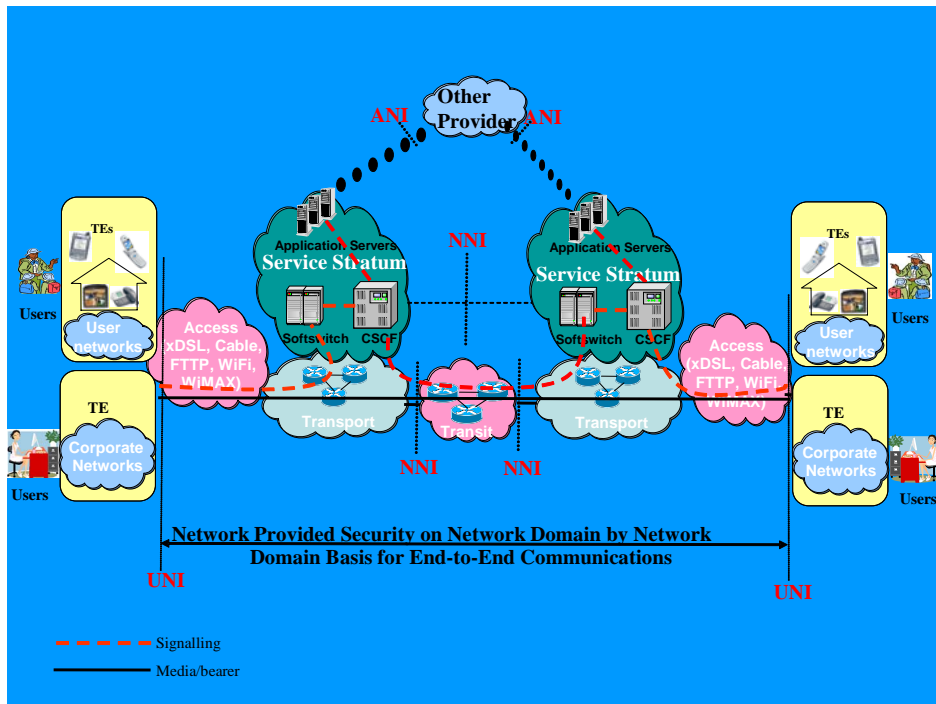 Other
Provider
ANI
ANI
TEs
Users
User
networks
Application Servers
Service Stratum
Softswitch
CSCF
NNI
Application Servers
Service Stratum
Softswitch
CSCF
TEs
Users
User
networks
Access
(xDSL, Cable,
FTTP, WiFi,
WiMAX)
Access
(xDSL, Cable,
FTTP, WiFi,
WiMAX)
Transport
Transit
Transport
NNI
NNI
TE
Corporate
Networks
Users
TE
Corporate
Networks
Users
Network Provided Security on Network Domain by Network
Domain Basis for End-to-End Communications
UNI
UNI
Signalling
Media/bearer